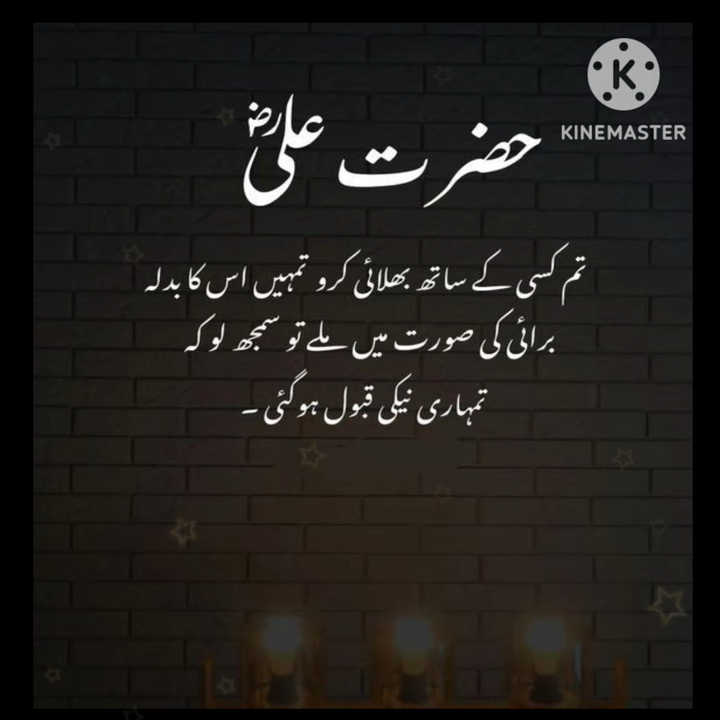 KINEMASTER
حضرت علیؓ
تم کسی کے ساتھ بھلائی کرو تمہیں اس کا بدلہ
برائی کی صورت میں ملے تو سمجھ لو کہ
تمہاری نیکی قبول ہوگئی ۔